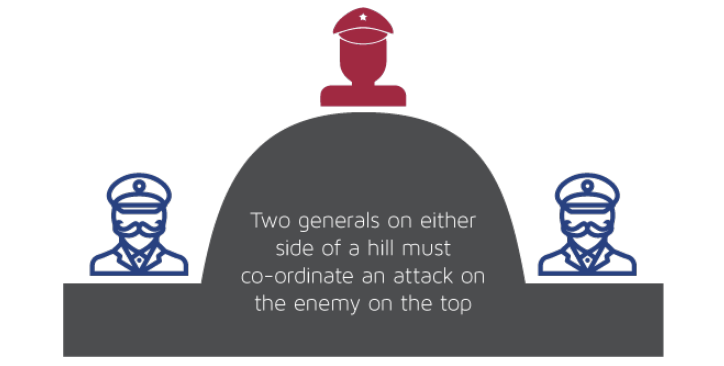 Two generals on either
side of a hill must
co-ordinate an attack on
the enemy on the top